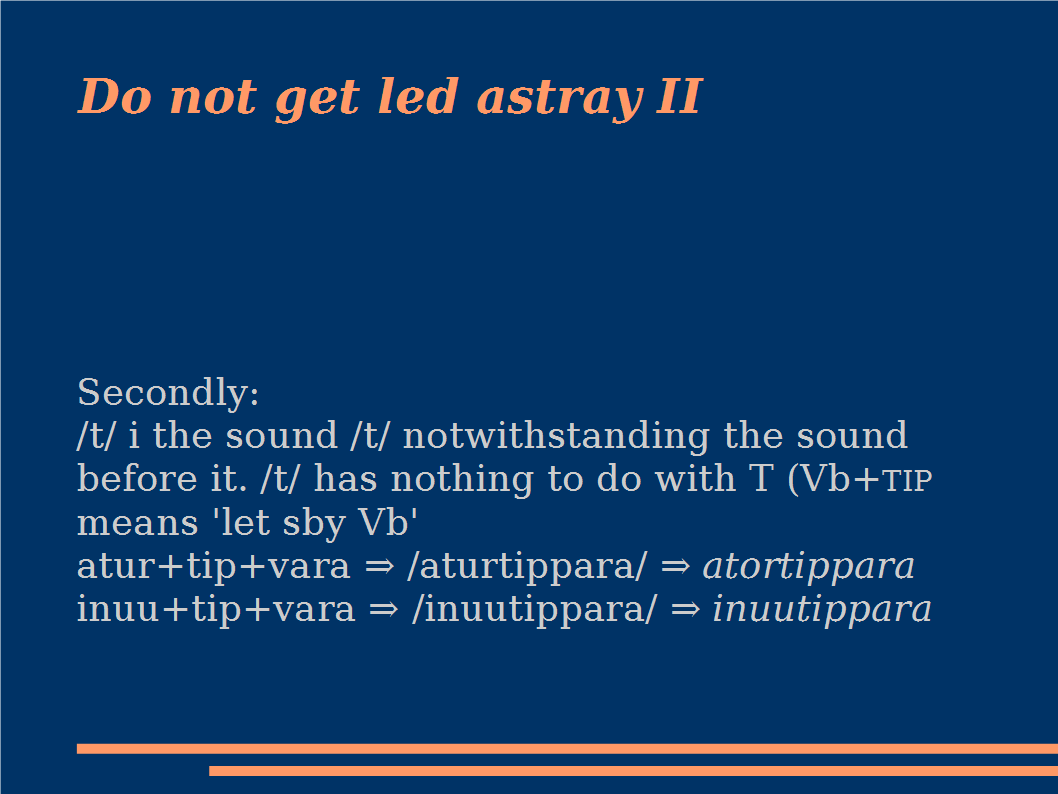 Do not get led astray II
Secondly:
/t/ i the sound /t/ notwithstanding the sound
before it. /t/ has nothing to do with T (Vb+TIP
means 'let sby Vb'
atur+tip+vara ⇒ /aturtippara/ ⇒ atortippara
inuu+tip+vara ⇒ /inuutippara/ ⇒ inuutippara